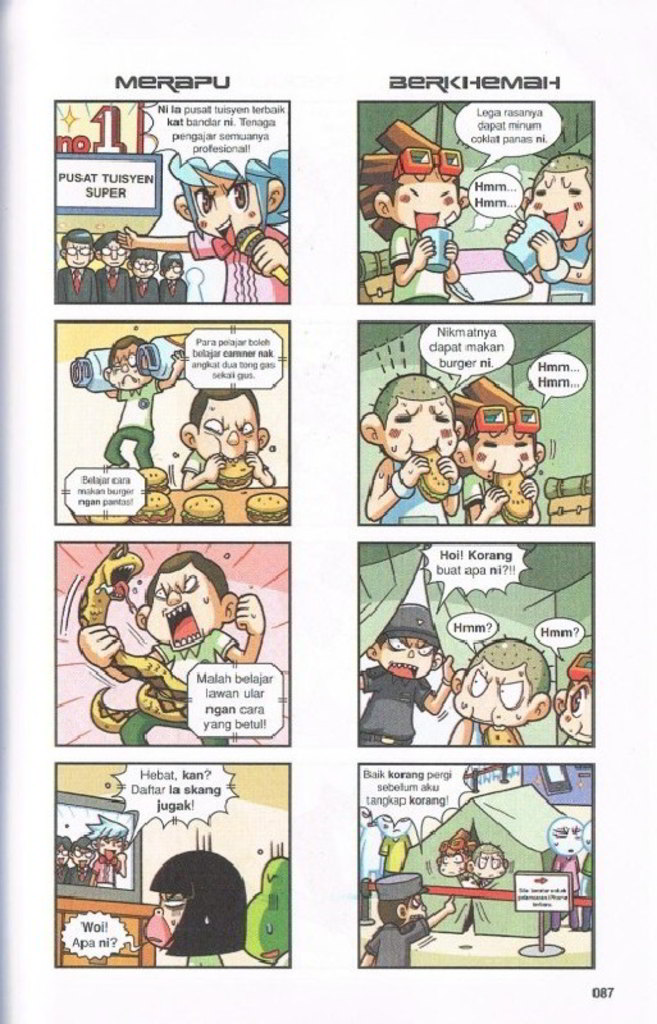 MERAPU
no.1
PUSAT TUISYEN
SUPER
Ni la pusat tuisyen terbaik
kat bandar ni. Tenaga
pengajar semuanya
profesional!
Para pelajar boleh
belajar camner nak
angkat dua tong gas
sekali gus.
Belajar cara
makan burger
ngan pantas!
Malah belajar
lawan ular
ngan cara
yang betul!
Hebat, kan?
Daftar la skang
jugak!
'Woi!
Apa ni?
BERKHEMAH
Lega rasanya
dapat minum
coklat panas ni.
Hmm...
Hmm...
Nikmatnya
dapat makan
burger ni.
Hmm...
Hmm...
Hoi! Korang
buat apa ni?!!
Hmm?
Hmm?
Baik korang pergi
sebelum aku
tangkap korang!
087